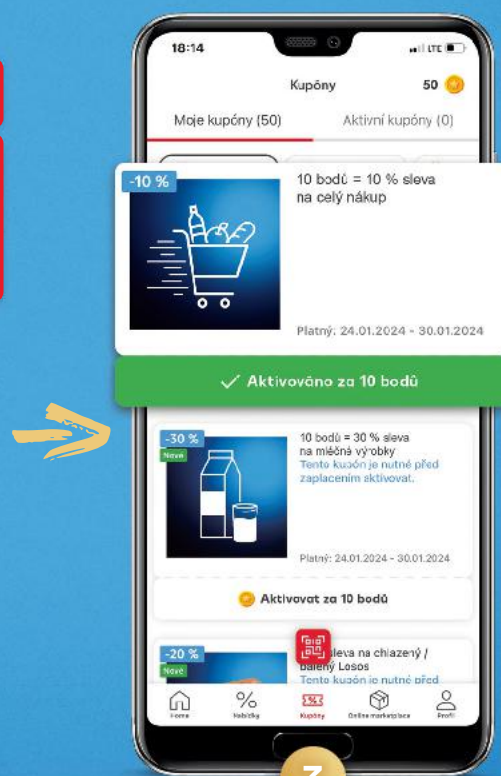 18:14
LTE
Kupóny
50
Moje kupóny (50)
Aktivní kupóny (0)
-10 %
10 bodů = 10 % sleva
na celý nákup
Platný: 24.01.2024 - 30.01.2024
Aktivováno za 10 bodů
-30 %
Nové
10 bodů = 30 % sleva
na mléčné výrobky
Tento kupón je nutné před
zaplacením aktivovat.
Platný: 24.01.2024 - 30.01.2024
Aktivovat za 10 bodů
-20 %
Nové
sleva na chlazený /
balený Losos
Tento kupón je nutné před
Home
Nabídky
Kupóny
Online marketplace
Profil
3